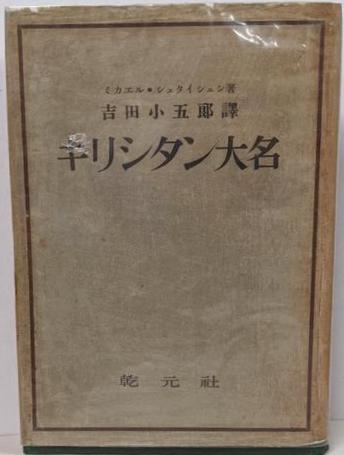 ミカエル・シュタイシェン著
吉田小五郎譯
キリシタン大名
乾元社